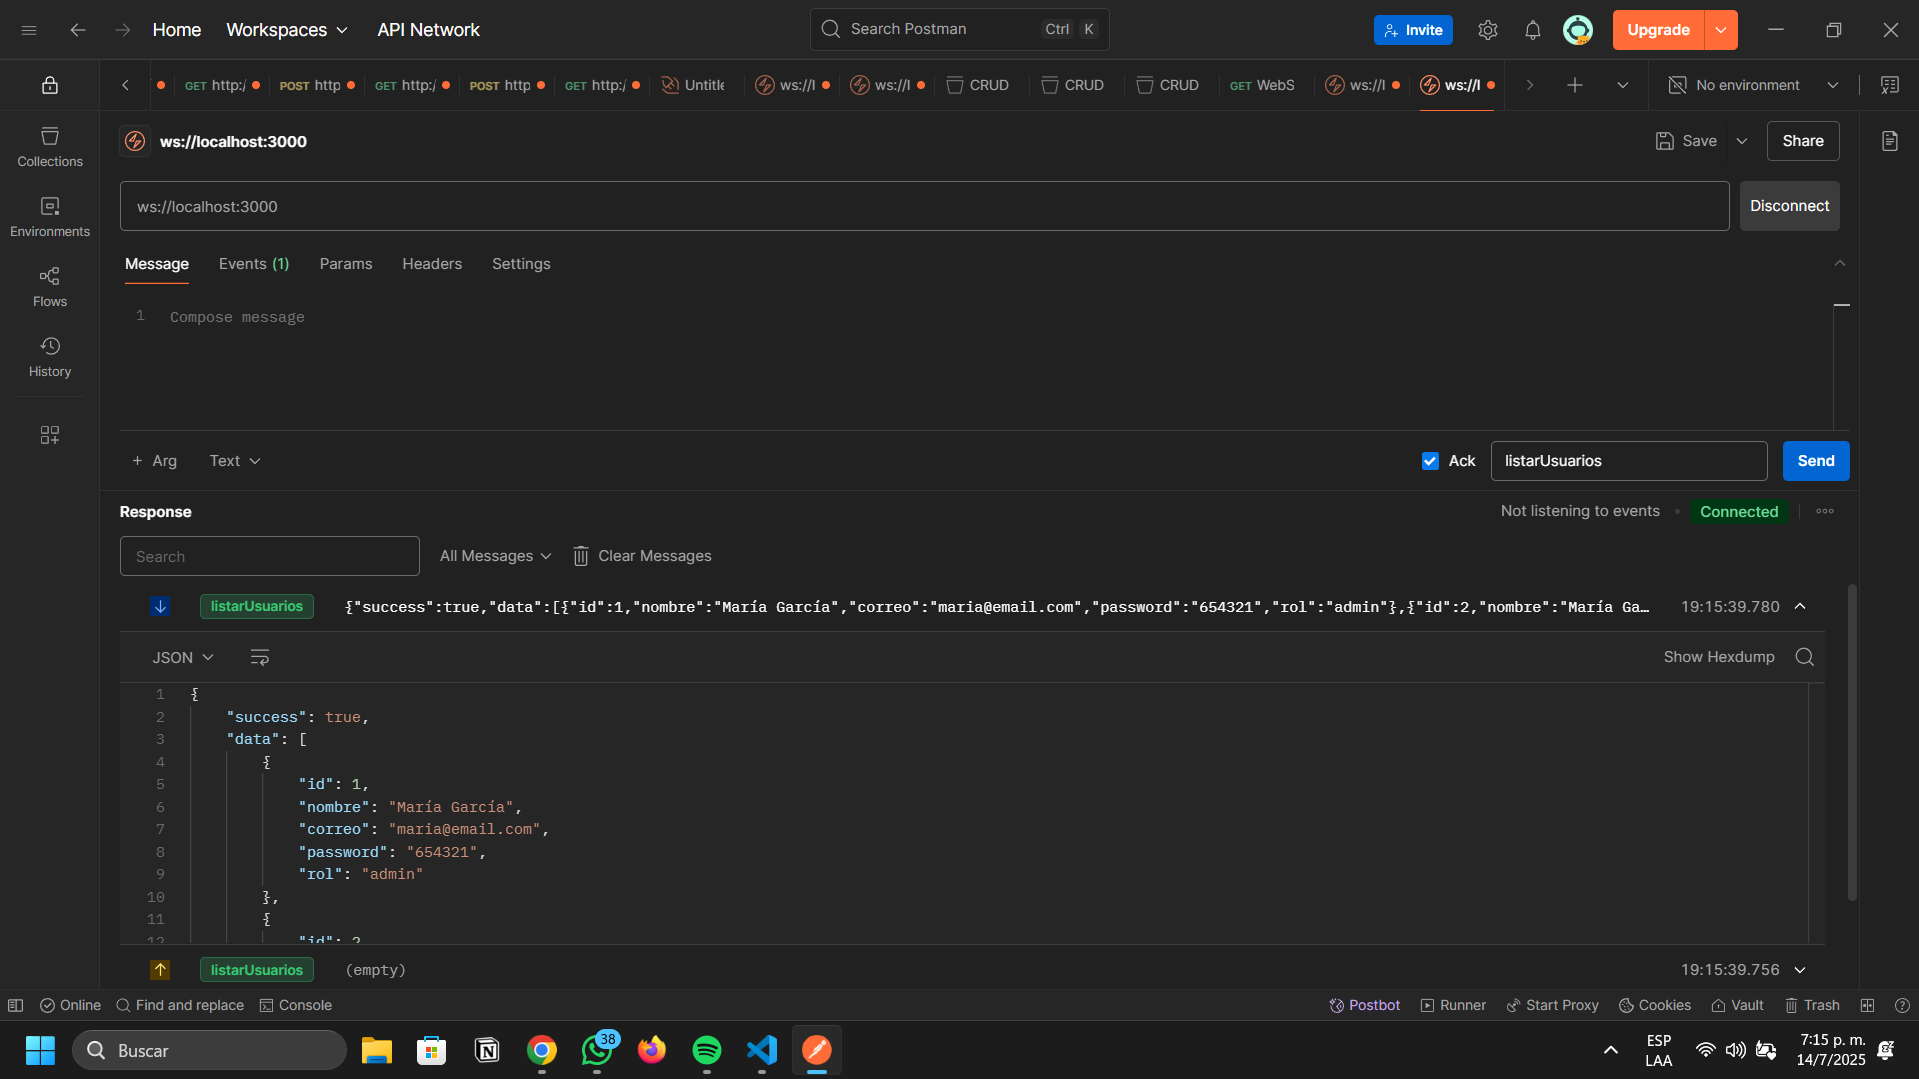 Home Workspaces API Network Search Postman Ctrl K Invite Upgrade
GET http:/ POST http GET http:/ POST http GET http:/ Untitle ws://l ws://l CRUD CRUD CRUD GET WebS ws://l ws://l No environment
ws://localhost:3000 Save Share
Collections
ws://localhost:3000 Disconnect
Environments
Message Events (1) Params Headers Settings
Flows
1 Compose message
History
+ Arg Text Ack listarUsuarios Send
Response Not listening to events Connected
Search All Messages Clear Messages
listarUsuarios {"success":true,"data":[{"id":1,"nombre":"María García","correo":"maria@email.com","password":"654321","rol":"admin"},{"id":2,"nombre":"María Ga… 19:15:39.780
JSON Show Hexdump
1 {
2 "success": true,
3 "data": [
4 {
5 "id": 1,
6 "nombre": "María García",
7 "correo": "maria@email.com",
8 "password": "654321",
9 "rol": "admin"
10 },
11 {
12 "id": 2
listarUsuarios (empty) 19:15:39.756
Online Find and replace Console Postbot Runner Start Proxy Cookies Vault Trash
Buscar 38 ESP LAA 7:15 p. m. 14/7/2025